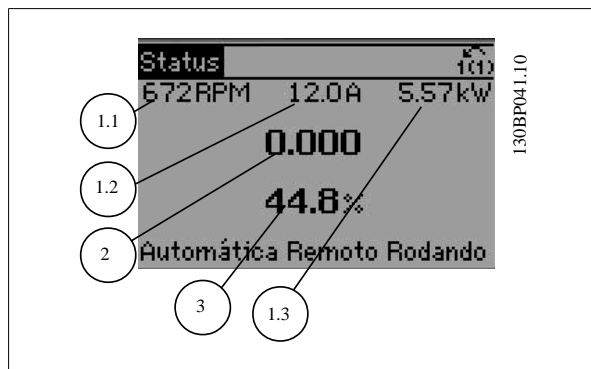 Status
1(1)
672RPM 12.0A 5.57kW
0.000
44.8%
Automática Remoto Rodando
1.1
1.2
2
3
1.3
130BP041.10